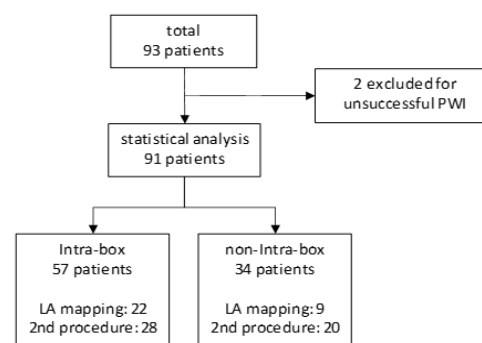 total
93 patients
2 excluded for
unsuccessful PWI
statistical analysis
91 patients
Intra-box
57 patients
LA mapping: 22
2nd procedure: 28
non-Intra-box
34 patients
LA mapping: 9
2nd procedure: 20